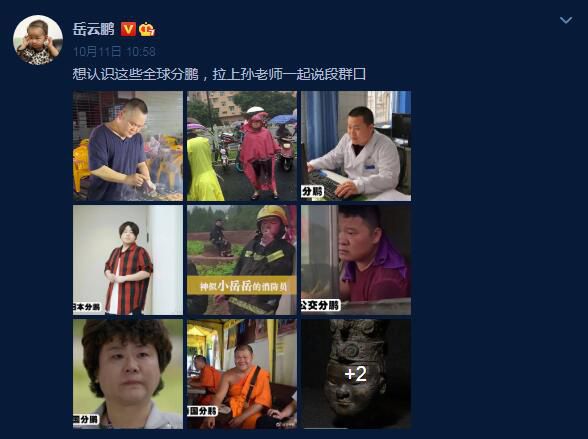 岳云鹏
10月11日 10:58
想认识这些全球分鹏，拉上孙老师一起说段群口
分鹏
日本分鹏
神似小岳岳的消防员
公交分鹏
国分鹏
国分鹏
+2